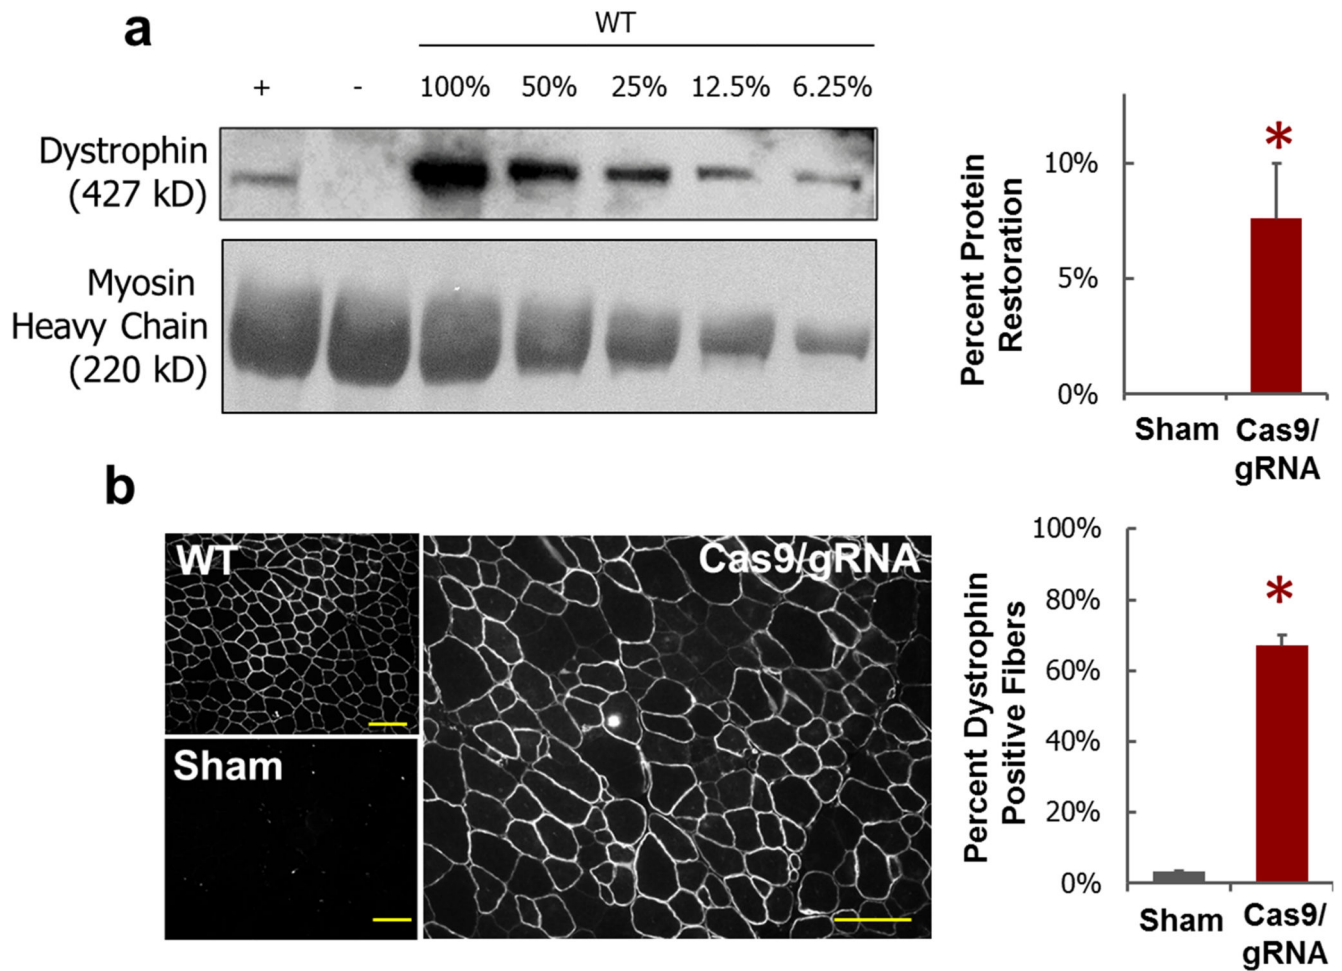 a
WT
+ - 100% 50% 25% 12.5% 6.25%
Dystrophin
(427 kD)
Myosin
Heavy Chain
(220 kD)
Percent Protein
Restoration
10%
5%
0%
*
Sham Cas9/
gRNA
b
WT
Sham
Cas9/gRNA
Percent Dystrophin
Positive Fibers
100%
80%
60%
40%
20%
0%
*
Sham Cas9/
gRNA